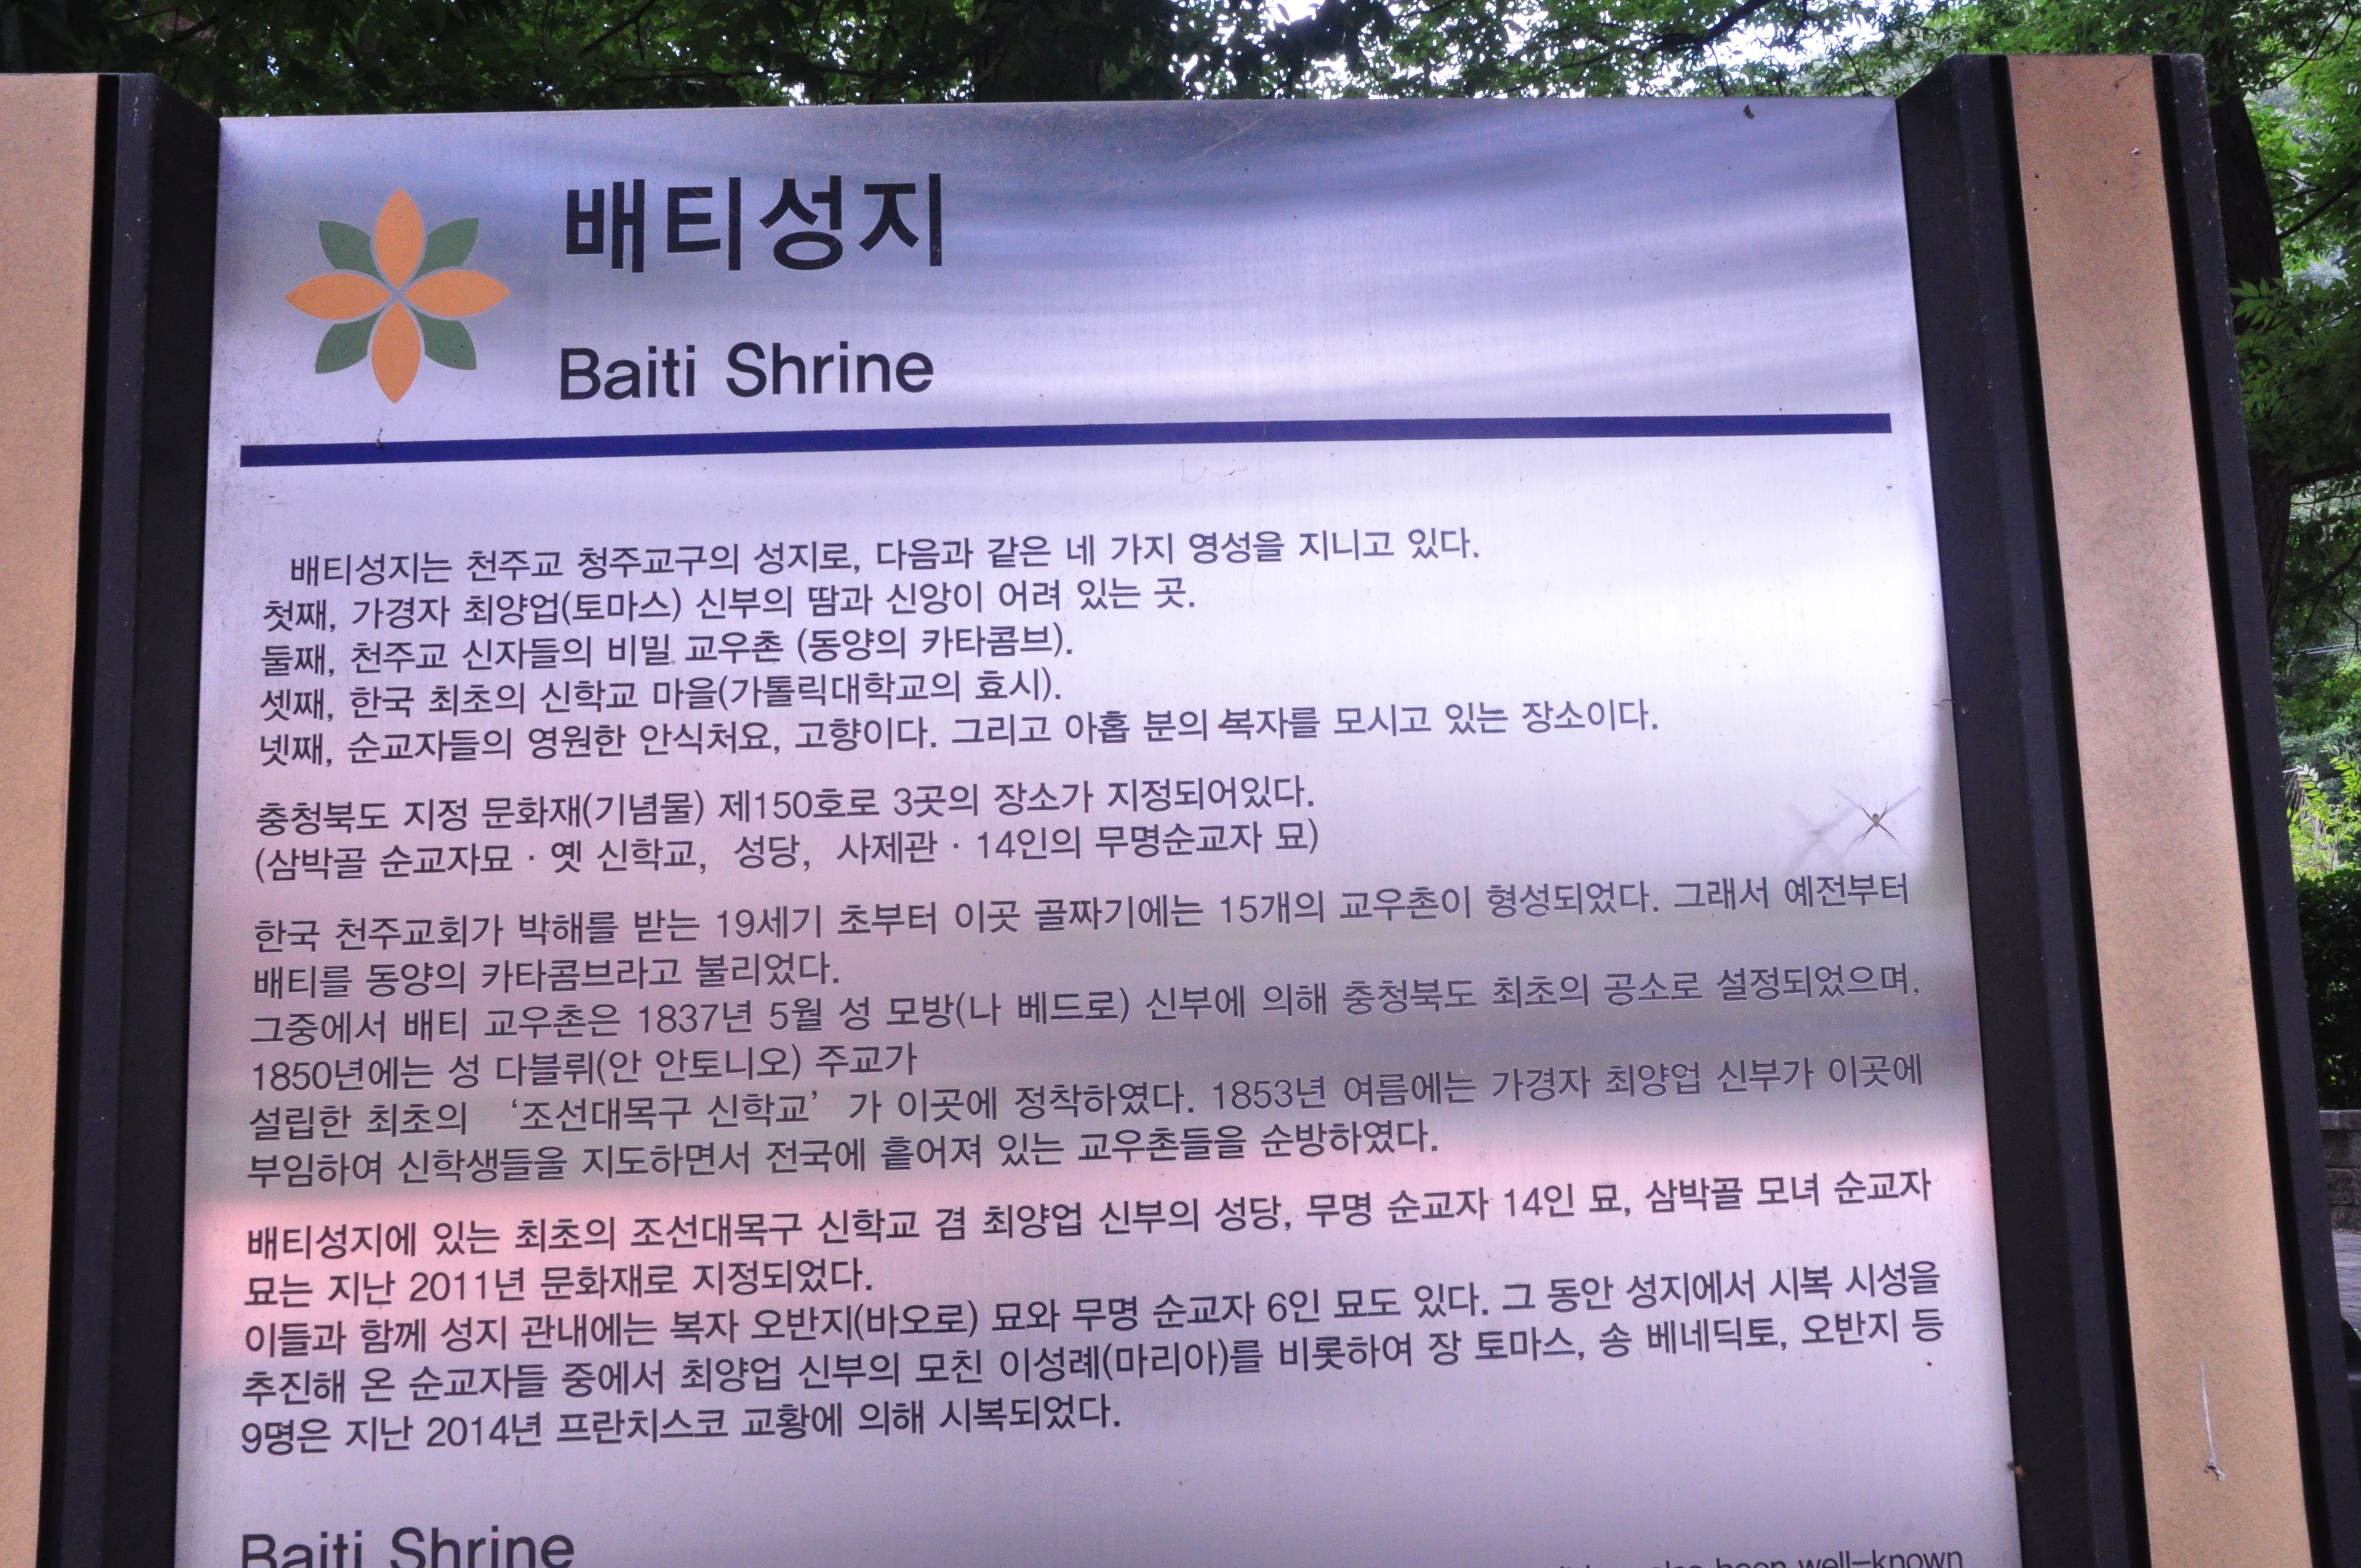 배티성지
Baiti Shrine
배티성지는 천주교 청주교구의 성지로, 다음과 같은 네 가지 영성을 지니고 있다.
첫째, 가경자 최양업(토마스) 신부의 땀과 신앙이 어려 있는 곳.
둘째, 천주교 신자들의 비밀 교우촌 (동양의 카타콤브).
셋째, 한국 최초의 신학교 마을(가톨릭대학교의 효시).
넷째, 순교자들의 영원한 안식처요, 고향이다. 그리고 아홉 분의 복자를 모시고 있는 장소이다.
충청북도 지정 문화재(기념물) 제150호로 3곳의 장소가 지정되어있다.
(삼박골 순교자묘 · 옛 신학교, 성당, 사제관 · 14인의 무명순교자 묘)
한국 천주교회가 박해를 받는 19세기 초부터 이곳 골짜기에는 15개의 교우촌이 형성되었다. 그래서 예전부터
배티를 동양의 카타콤브라고 불리었다.
그중에서 배티 교우촌은 1837년 5월 성 모방(나 베드로) 신부에 의해 충청북도 최초의 공소로 설정되었으며,
1850년에는 성 다블뤼(안 안토니오) 주교가
설립한 최초의 ‘조선대목구 신학교’가 이곳에 정착하였다. 1853년 여름에는 가경자 최양업 신부가 이곳에
부임하여 신학생들을 지도하면서 전국에 흩어져 있는 교우촌들을 순방하였다.
배티성지에 있는 최초의 조선대목구 신학교 겸 최양업 신부의 성당, 무명 순교자 14인 묘, 삼박골 모녀 순교자
묘는 지난 2011년 문화재로 지정되었다.
이들과 함께 성지 관내에는 복자 오반지(바오로) 묘와 무명 순교자 6인 묘도 있다. 그 동안 성지에서 시복 시성을
추진해 온 순교자들 중에서 최양업 신부의 모친 이성례(마리아)를 비롯하여 장 토마스, 송 베네딕토, 오반지 등
9명은 지난 2014년 프란치스코 교황에 의해 시복되었다.
Baiti Shrine
also been well-known